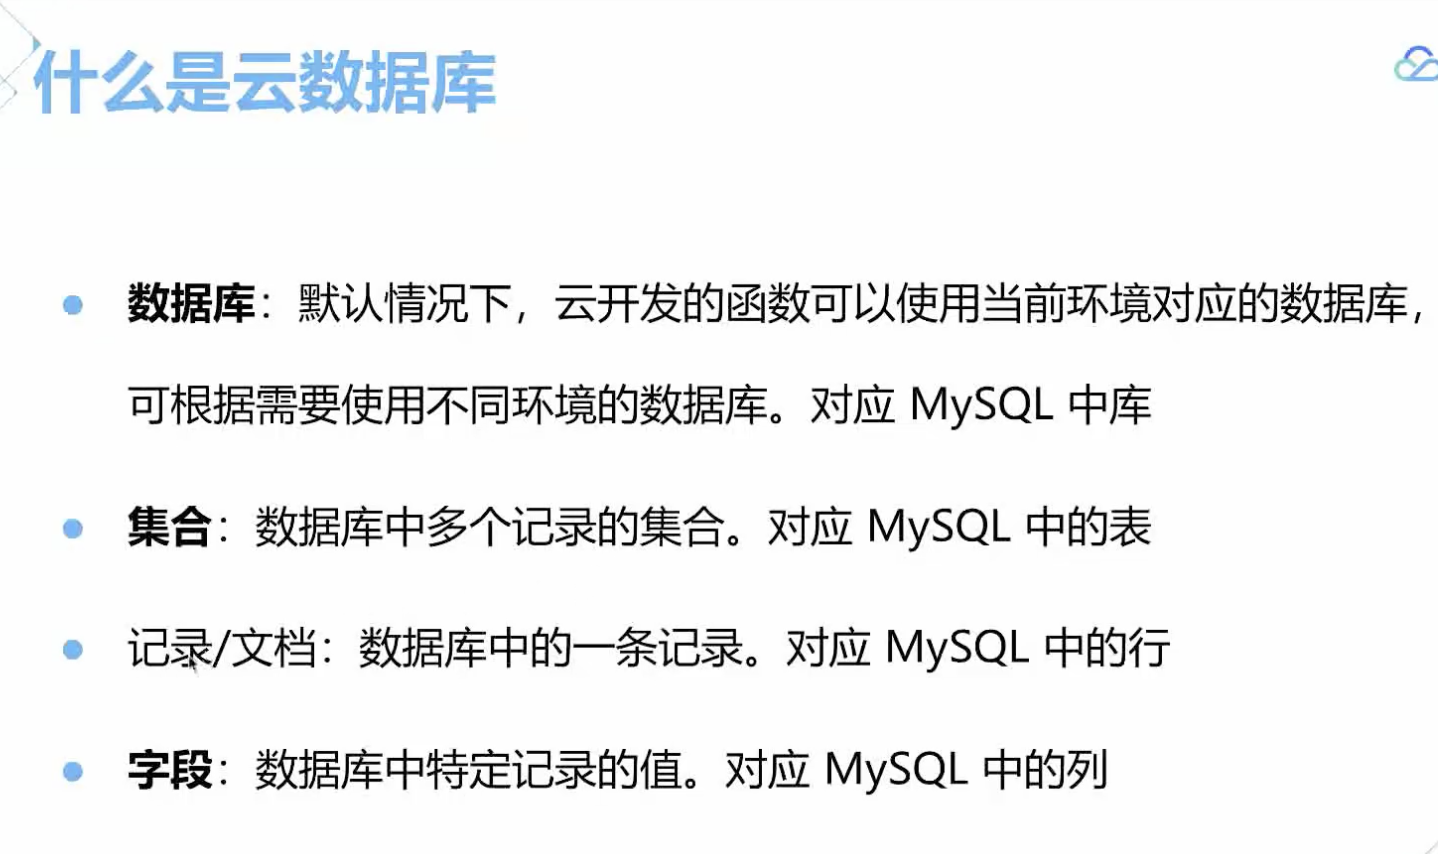 什么是云数据库
数据库：默认情况下，云开发的函数可以使用当前环境对应的数据库，
可根据需要使用不同环境的数据库。对应 MySQL 中库
集合：数据库中多个记录的集合。对应 MySQL 中的表
记录/文档：数据库中的一条记录。对应 MySQL 中的行
字段：数据库中特定记录的值。对应 MySQL 中的列